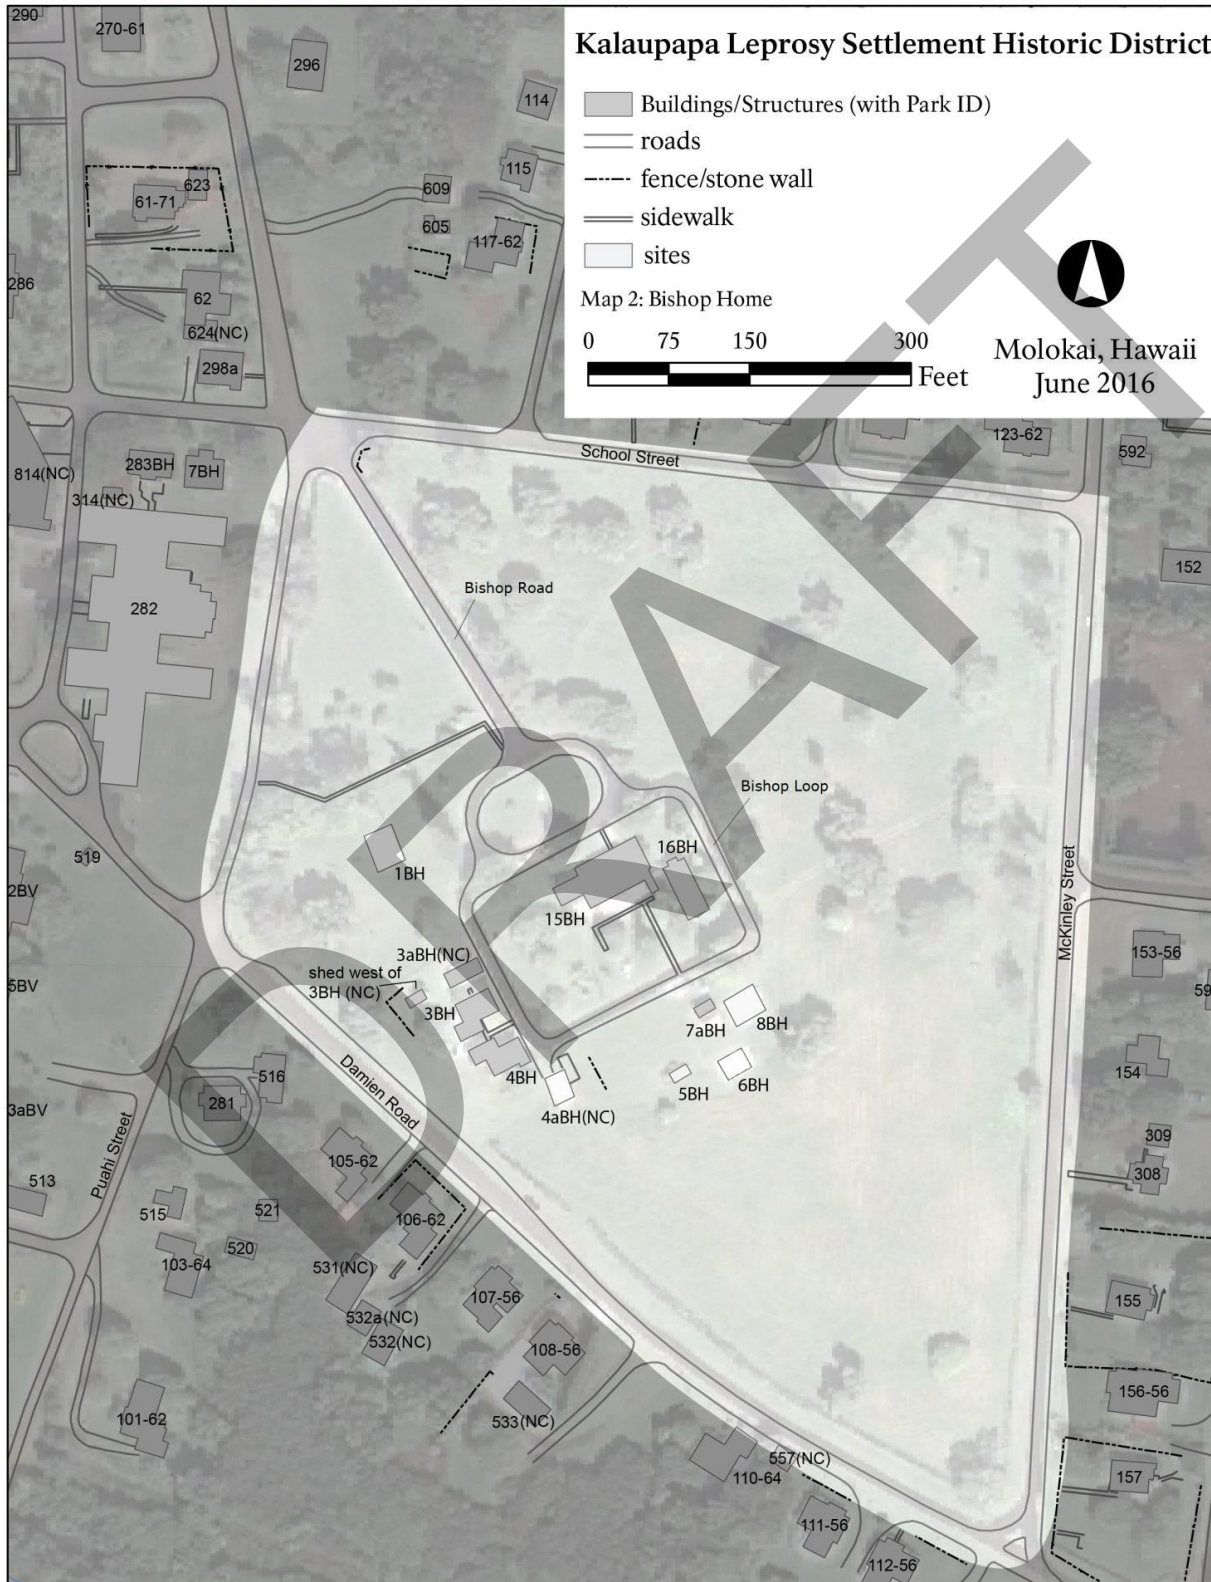 Kalaupapa Leprosy Settlement Historic District
Buildings/Structures (with Park ID)
roads
fence/stone wall
sidewalk
sites
Map 2: Bishop Home
0 75 150 300
Feet
Molokai, Hawaii
June 2016
DRAFT
290
270-61
296
114
115
623
61-71
609
605
117-62
286
62
624(NC)
298a
School Street
123-62
592
814(NC)
283BH
7BH
314(NC)
152
282
Bishop Road
Bishop Loop
519
1BH
16BH
15BH
2BV
McKinley Street
153-56
59
3aBH(NC)
shed west of
3BH (NC)
5BV
3BH
7aBH
8BH
4BH
5BH
6BH
4aBH(NC)
154
516
281
3aBV
Damien Road
Puahi Street
105-62
309
308
513
515
521
106-62
520
103-64
531(NC)
532a(NC)
532(NC)
107-56
155
108-56
156-56
101-62
533(NC)
557(NC)
110-64
157
111-56
112-56